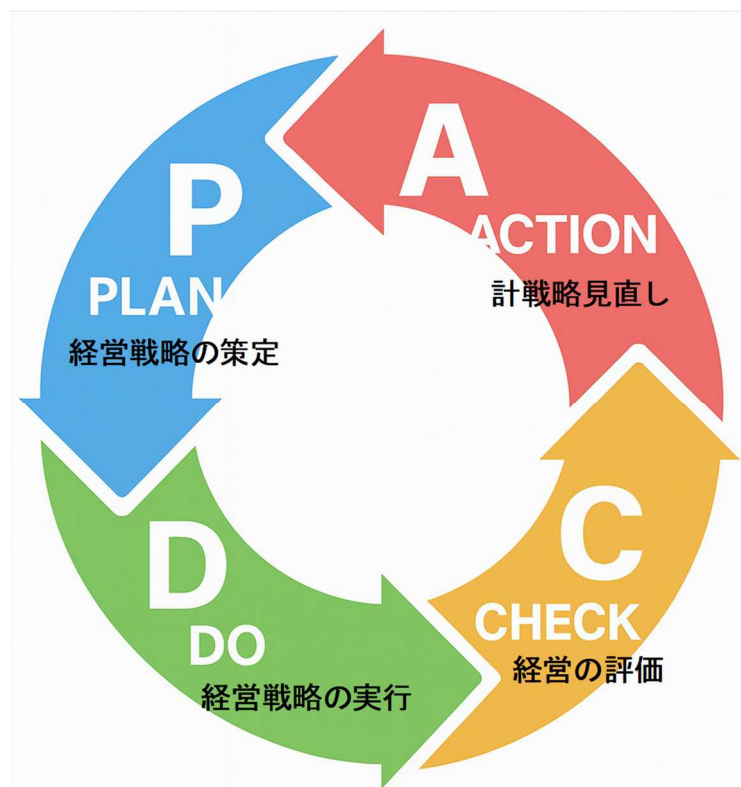 P
PLAN
経営戦略の策定
D
DO
経営戦略の実行
C
CHECK
経営の評価
A
ACTION
計戦略見直し